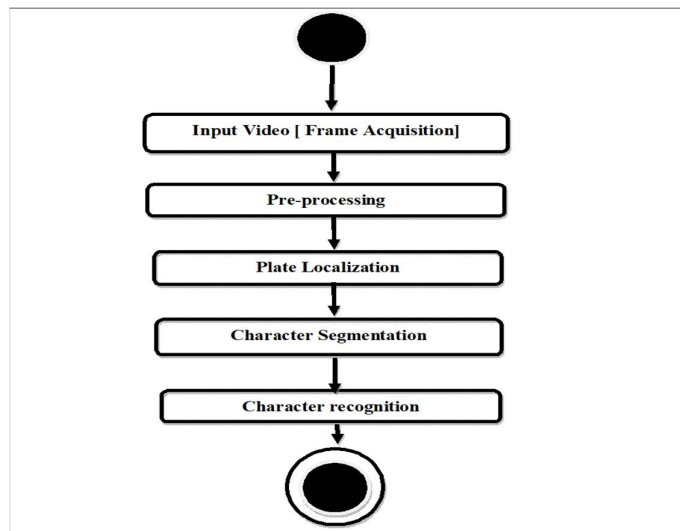 Input Video [ Frame Acquisition]
Pre-processing
Plate Localization
Character Segmentation
Character recognition